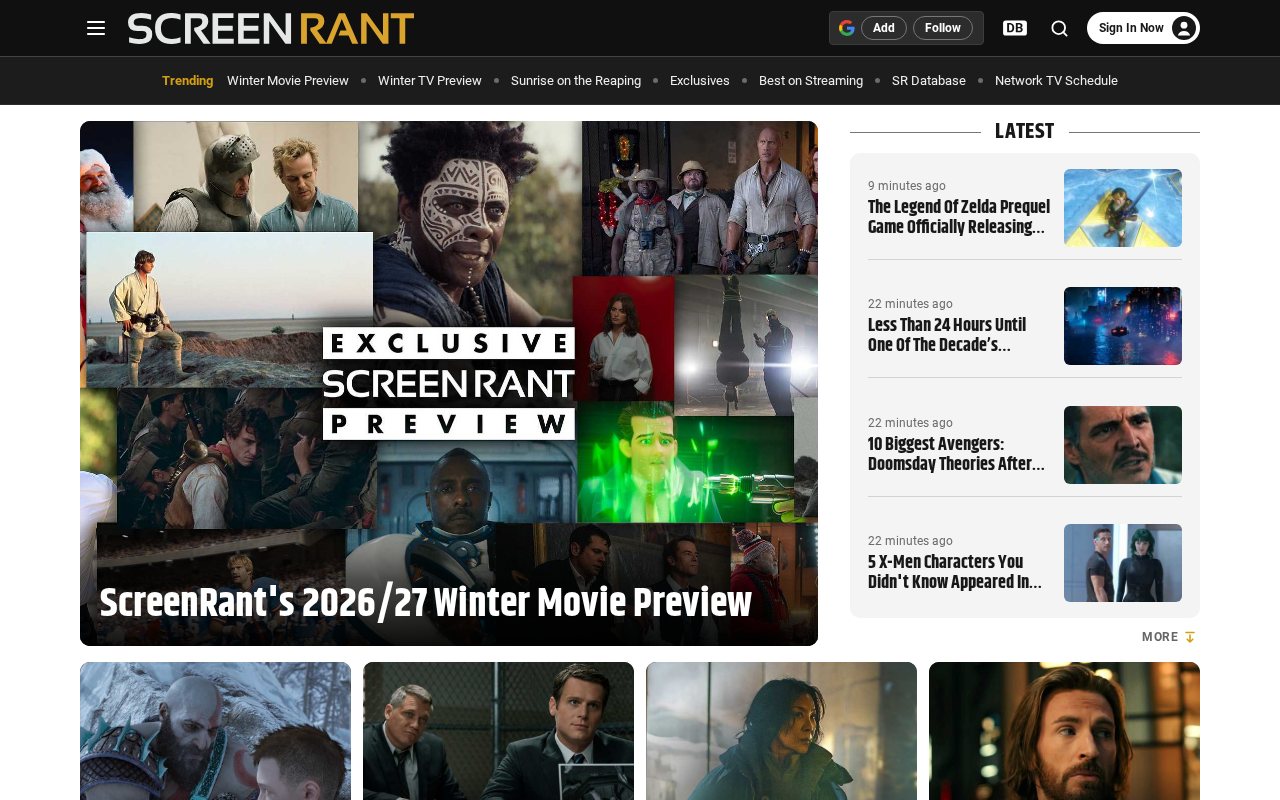 SCREENRANT
Add
Follow
DB
Sign In Now
Trending
Winter Movie Preview
Winter TV Preview
Sunrise on the Reaping
Exclusives
Best on Streaming
SR Database
Network TV Schedule
EXCLUSIVE
SCREENRANT
PREVIEW
ScreenRant's 2026/27 Winter Movie Preview
LATEST
9 minutes ago
The Legend Of Zelda Prequel
Game Officially Releasing...
22 minutes ago
Less Than 24 Hours Until
One Of The Decade’s...
22 minutes ago
10 Biggest Avengers:
Doomsday Theories After...
22 minutes ago
5 X-Men Characters You
Didn't Know Appeared In...
MORE